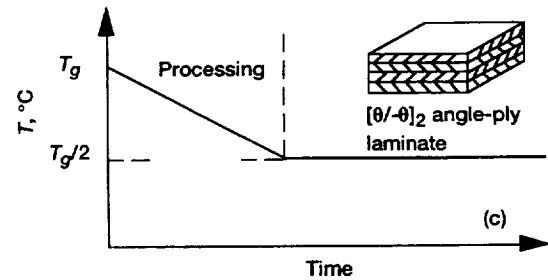 T_g
Processing
T, °C
[θ/-θ]₂ angle-ply
laminate
T_g/2
(c)
Time